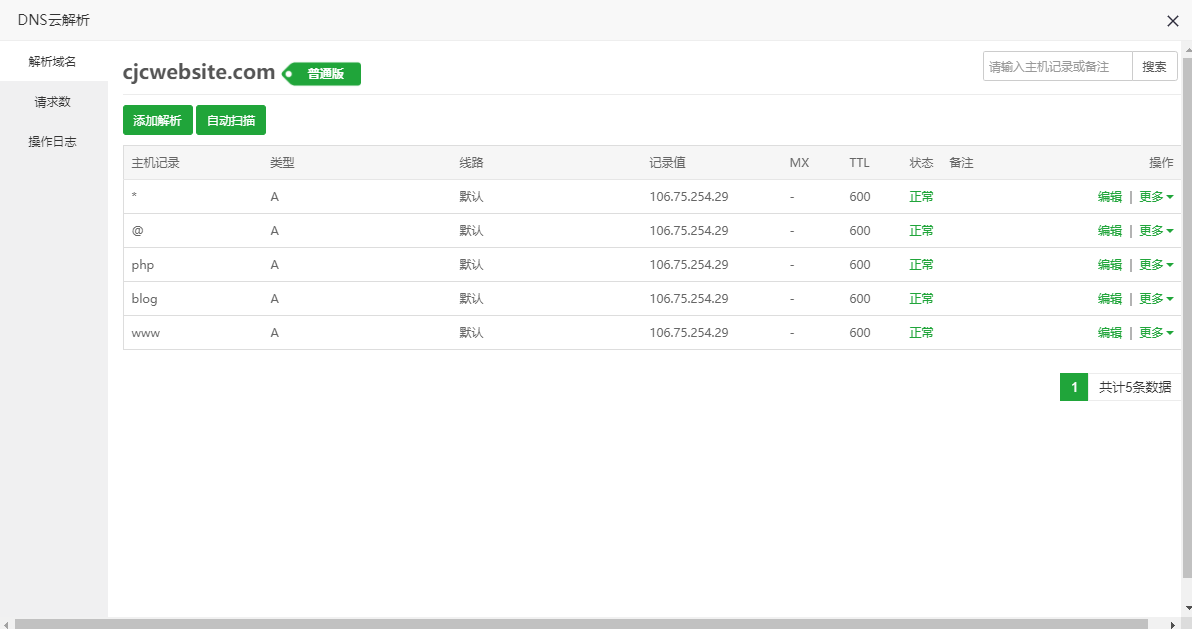 DNS云解析
解析域名
请求数
操作日志
cjcwebsite.com 普通版
请输入主机记录或备注 搜索
添加解析 自动扫描
主机记录 类型 线路 记录值 MX TTL 状态 备注 操作
* A 默认 106.75.254.29 - 600 正常 编辑 | 更多
@ A 默认 106.75.254.29 - 600 正常 编辑 | 更多
php A 默认 106.75.254.29 - 600 正常 编辑 | 更多
blog A 默认 106.75.254.29 - 600 正常 编辑 | 更多
www A 默认 106.75.254.29 - 600 正常 编辑 | 更多
1 共计5条数据